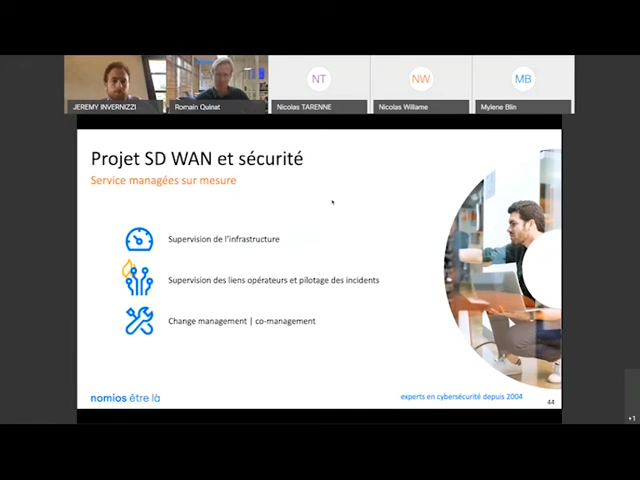 NT
NW
MB
JEREMY INVERNIZZI
Romain Quinat
Nicolas TARENNE
Nicolas Willame
Mylene Blin
Projet SD WAN et sécurité
Service managées sur mesure
Supervision de l'infrastructure
Supervision des liens opérateurs et pilotage des incidents
Change management | co-management
nomios être là
experts en cybersécurité depuis 2004
44
+1